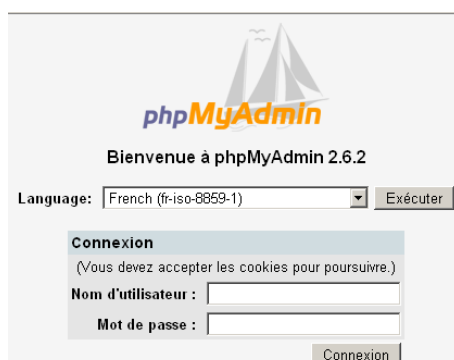 phpMyAdmin
Bienvenue à phpMyAdmin 2.6.2
Language: French (fr-iso-8859-1) Exécuter
Connexion
(Vous devez accepter les cookies pour poursuivre.)
Nom d'utilisateur :
Mot de passe :
Connexion